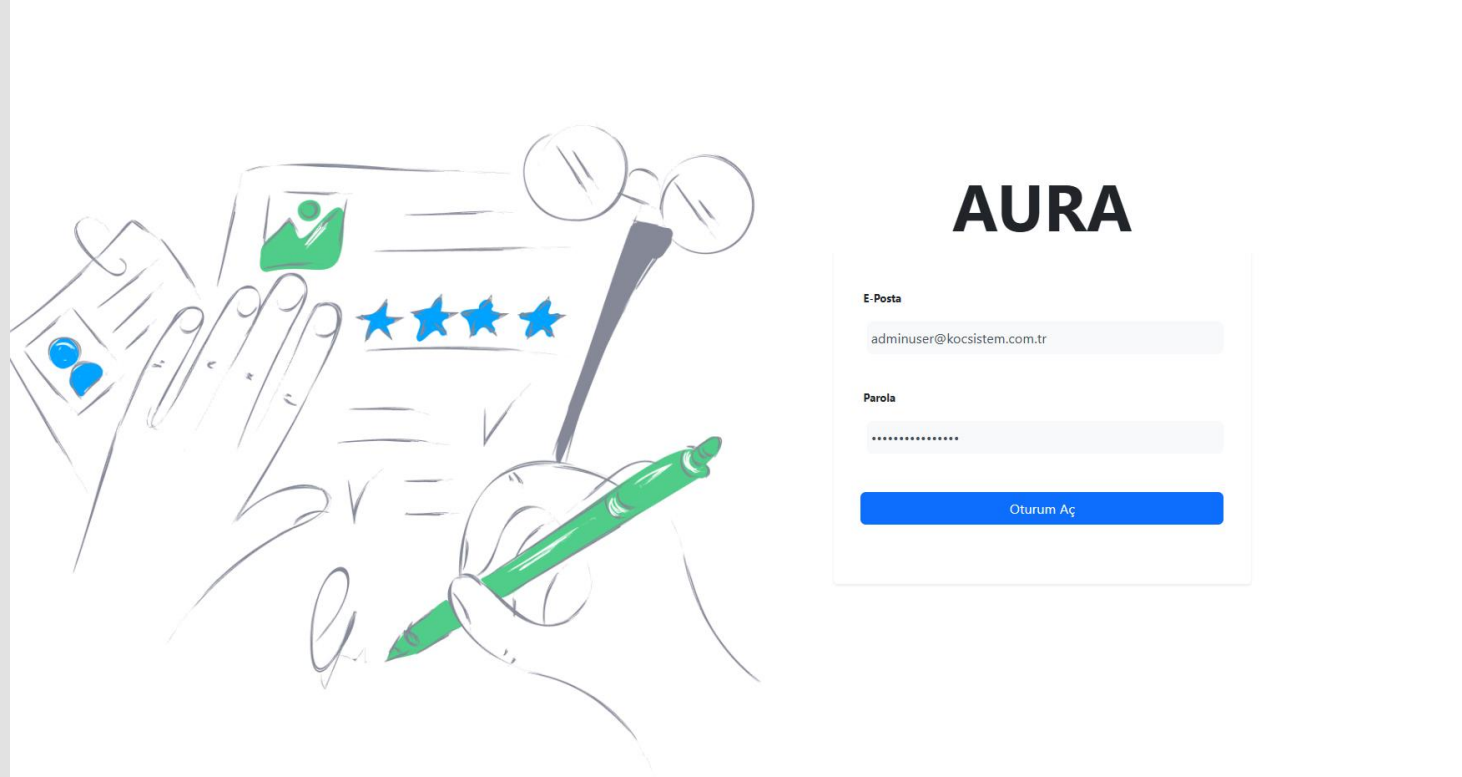 AURA
E-Posta
adminuser@kocsistem.com.tr
Parola
••••••••••••••••
Oturum Aç